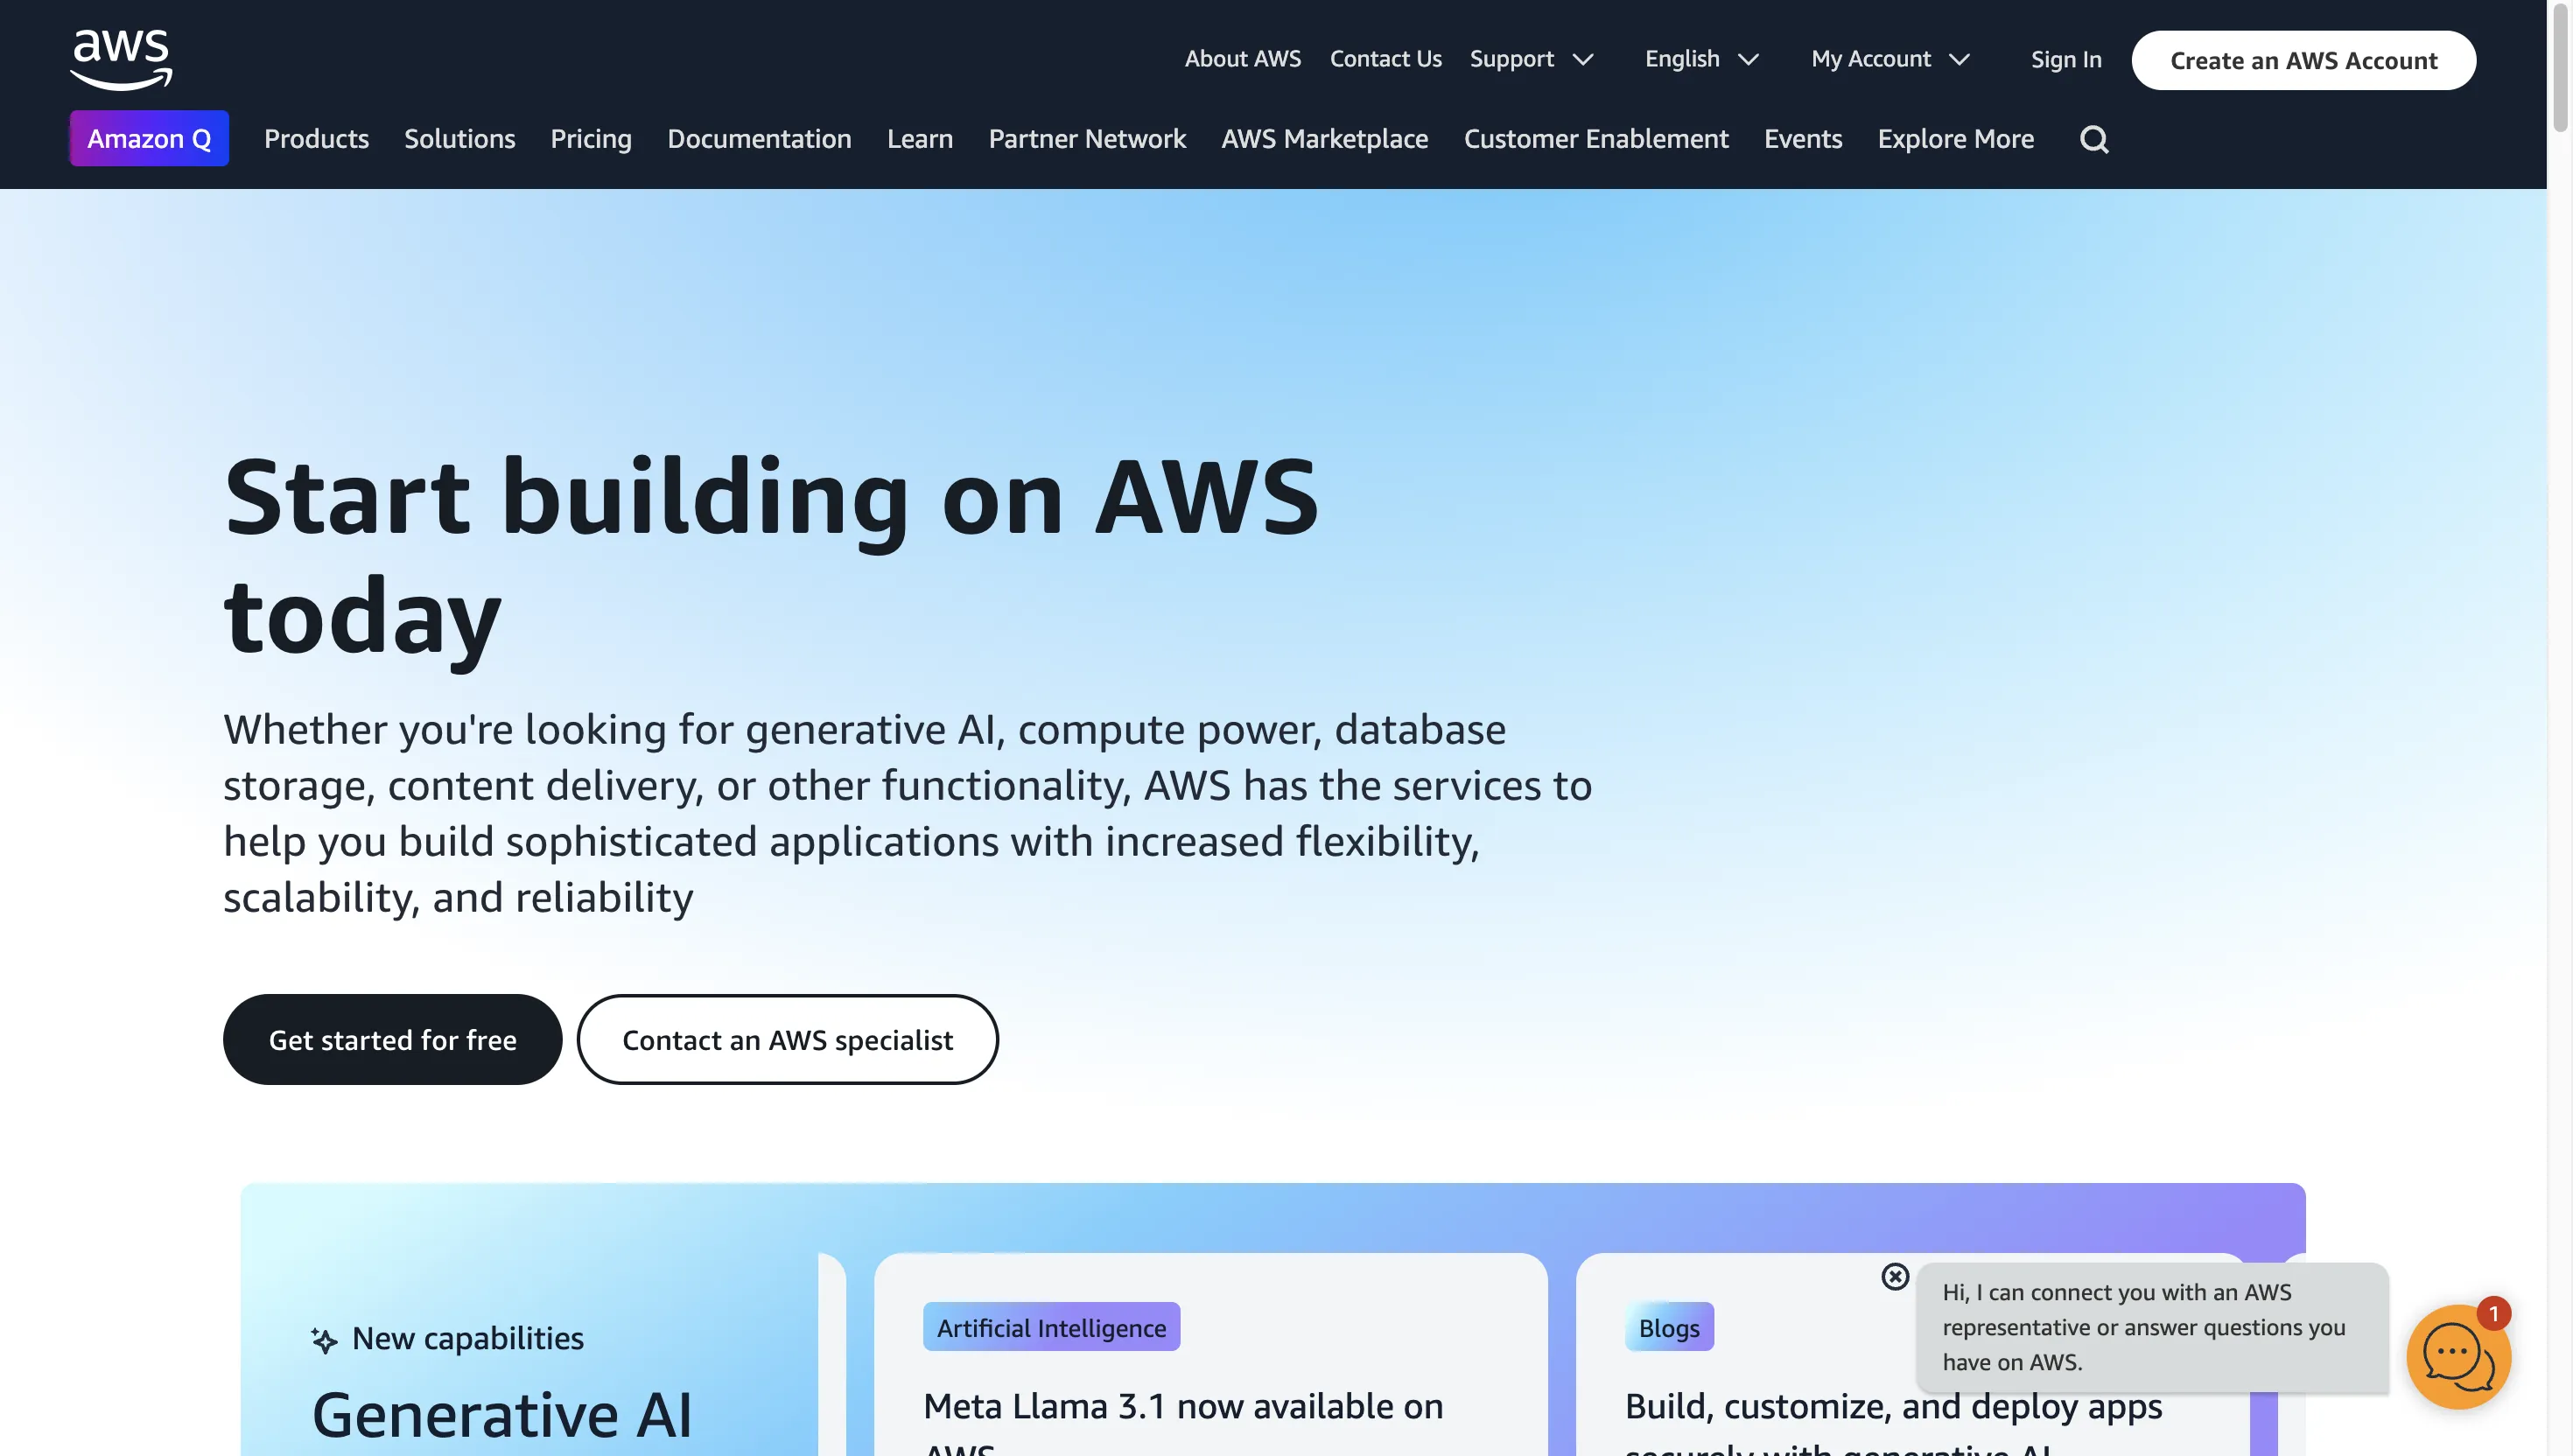 aws
About AWS
Contact Us
Support
English
My Account
Sign In
Create an AWS Account
Amazon Q
Products
Solutions
Pricing
Documentation
Learn
Partner Network
AWS Marketplace
Customer Enablement
Events
Explore More
Start building on AWS
today
Whether you're looking for generative AI, compute power, database
storage, content delivery, or other functionality, AWS has the services to
help you build sophisticated applications with increased flexibility,
scalability, and reliability
Get started for free
Contact an AWS specialist
New capabilities
Generative AI
Artificial Intelligence
Meta Llama 3.1 now available on
AWS
Blogs
Build, customize, and deploy apps
securely with generative AI
Hi, I can connect you with an AWS
representative or answer questions you
have on AWS.
1